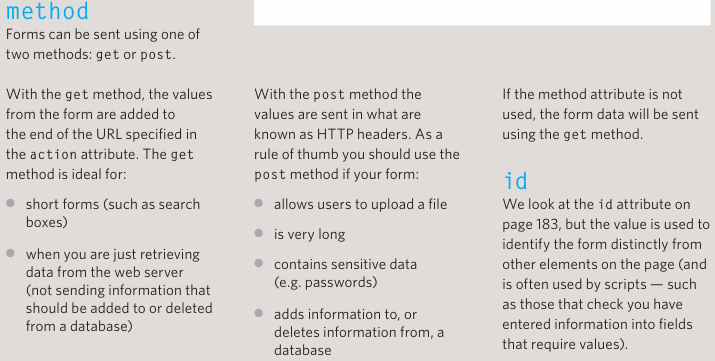 method
Forms can be sent using one of
two methods: get or post.
With the get method, the values
from the form are added to
the end of the URL specified in
the action attribute. The get
method is ideal for:
● short forms (such as search
boxes)
● when you are just retrieving
data from the web server
(not sending information that
should be added to or deleted
from a database)
With the post method the
values are sent in what are
known as HTTP headers. As a
rule of thumb you should use the
post method if your form:
● allows users to upload a file
● is very long
● contains sensitive data
(e.g. passwords)
● adds information to, or
deletes information from, a
database
If the method attribute is not
used, the form data will be sent
using the get method.
id
We look at the id attribute on
page 183, but the value is used to
identify the form distinctly from
other elements on the page (and
is often used by scripts — such
as those that check you have
entered information into fields
that require values).